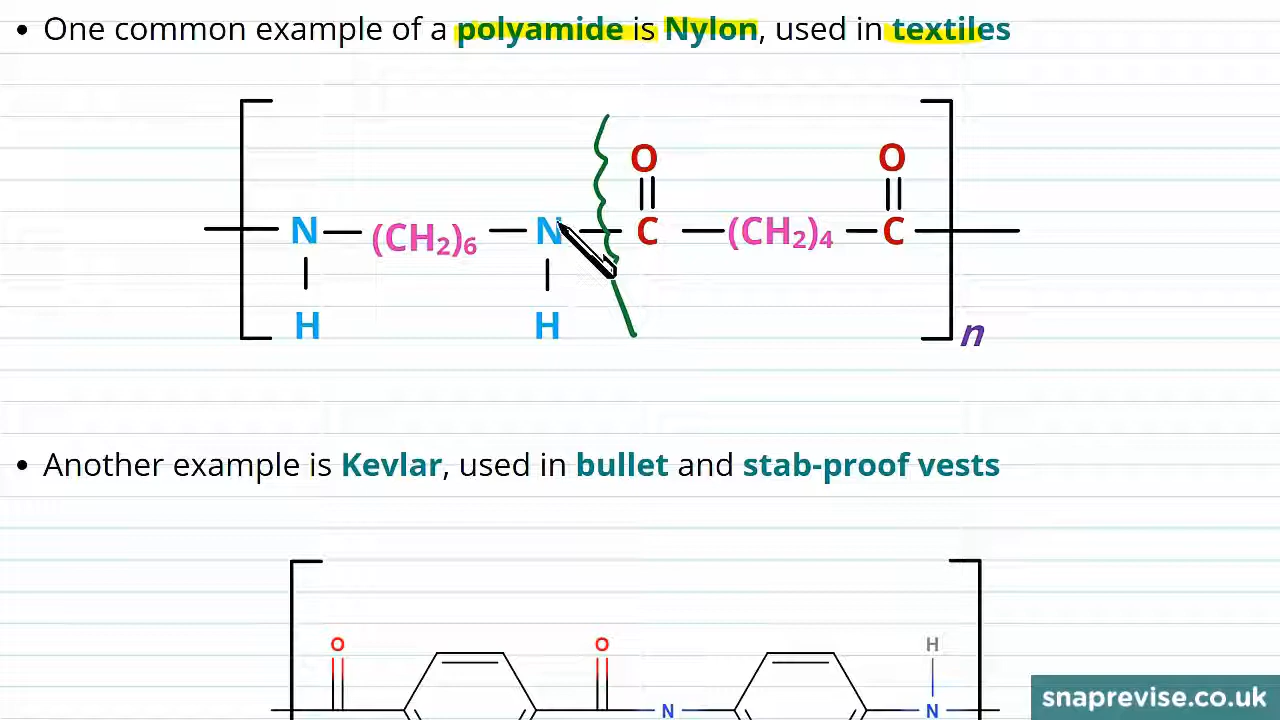 • One common example of a polyamide is Nylon, used in textiles
O O
N (CH₂)₆ N C (CH₂)₄ C
H H n
• Another example is Kevlar, used in bullet and stab-proof vests
O O H
N N
snaprevise.co.uk